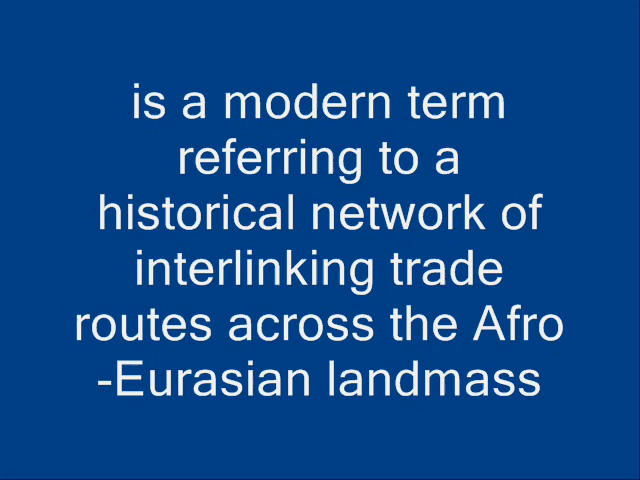 is a modern term
referring to a
historical network of
interlinking trade
routes across the Afro
-Eurasian landmass